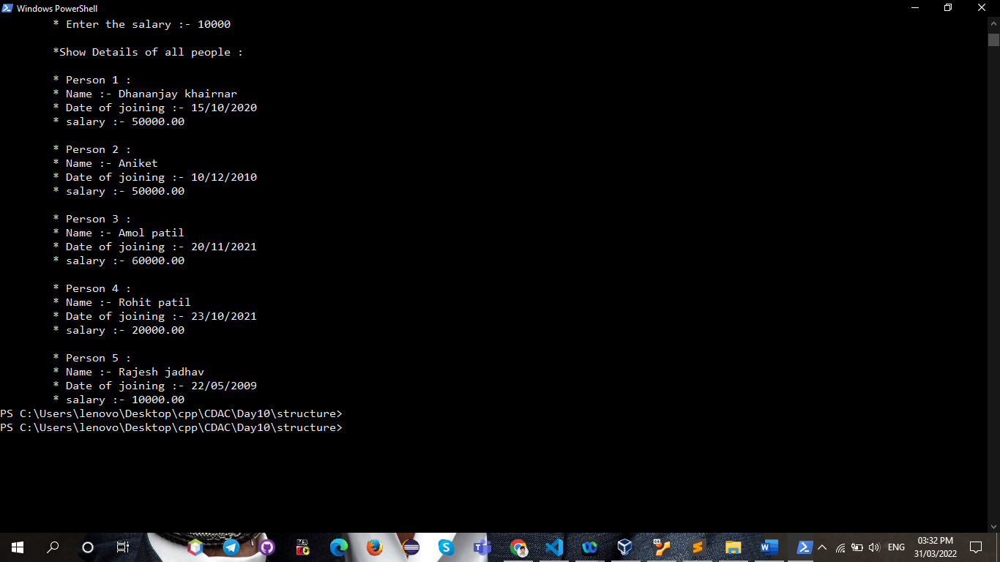 Windows PowerShell
* Enter the salary :- 10000
*Show Details of all people :
* Person 1 :
* Name :- Dhananjay khairnar
* Date of joining :- 15/10/2020
* salary :- 50000.00
* Person 2 :
* Name :- Aniket
* Date of joining :- 10/12/2010
* salary :- 50000.00
* Person 3 :
* Name :- Amol patil
* Date of joining :- 20/11/2021
* salary :- 60000.00
* Person 4 :
* Name :- Rohit patil
* Date of joining :- 23/10/2021
* salary :- 20000.00
* Person 5 :
* Name :- Rajesh jadhav
* Date of joining :- 22/05/2009
* salary :- 10000.00
PS C:\Users\lenovo\Desktop\cpp\CDAC\Day10\structure>
PS C:\Users\lenovo\Desktop\cpp\CDAC\Day10\structure>
ENG
03:32 PM
31/03/2022